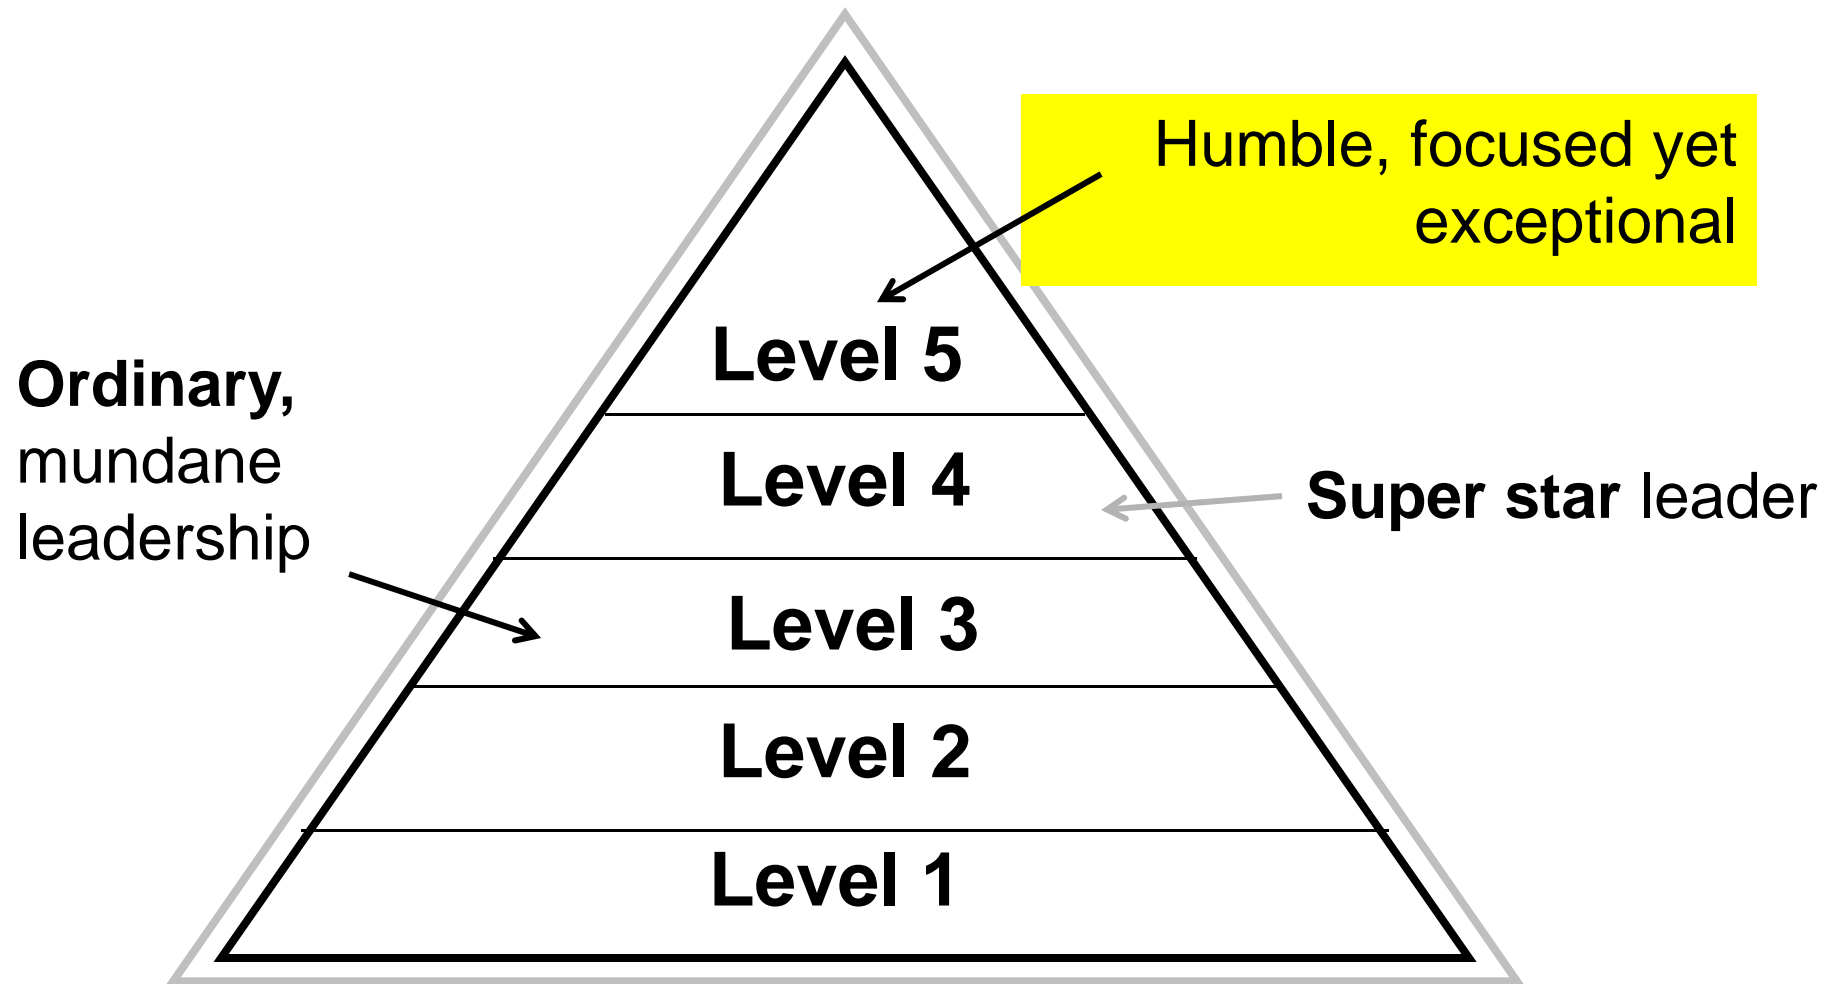 Humble, focused yet
exceptional
Level 5
Ordinary,
mundane
leadership
Level 4
Super star leader
Level 3
Level 2
Level 1